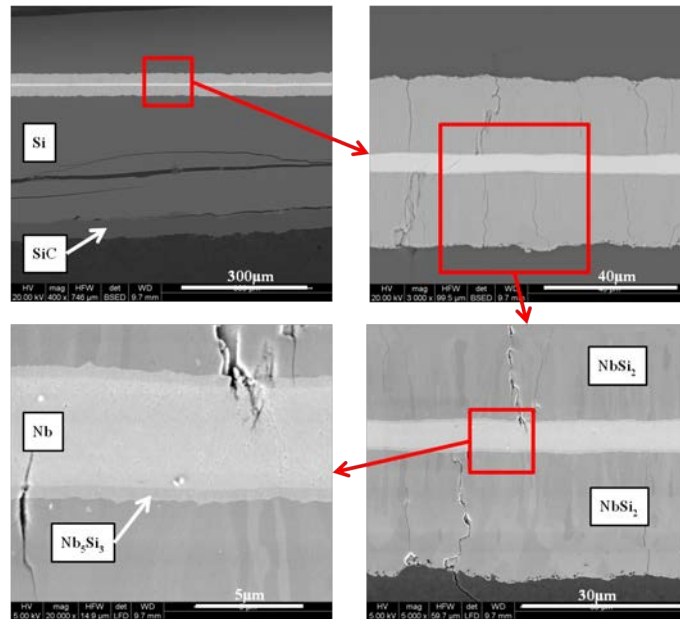 Si
SiC
300μm
HV mag HFW det WD
20.00 kV 400 x 746 µm BSED 9.7 mm
40μm
HV mag HFW det WD
20.00 kV 3 000 x 99.5 µm BSED 9.7 mm
Nb
Nb₅Si₃
5μm
HV mag HFW det WD
5.00 kV 20 000 x 14.9 µm LFD 9.7 mm
NbSi₂
NbSi₂
30μm
HV mag HFW det WD
5.00 kV 5 000 x 59.7 µm LFD 9.7 mm